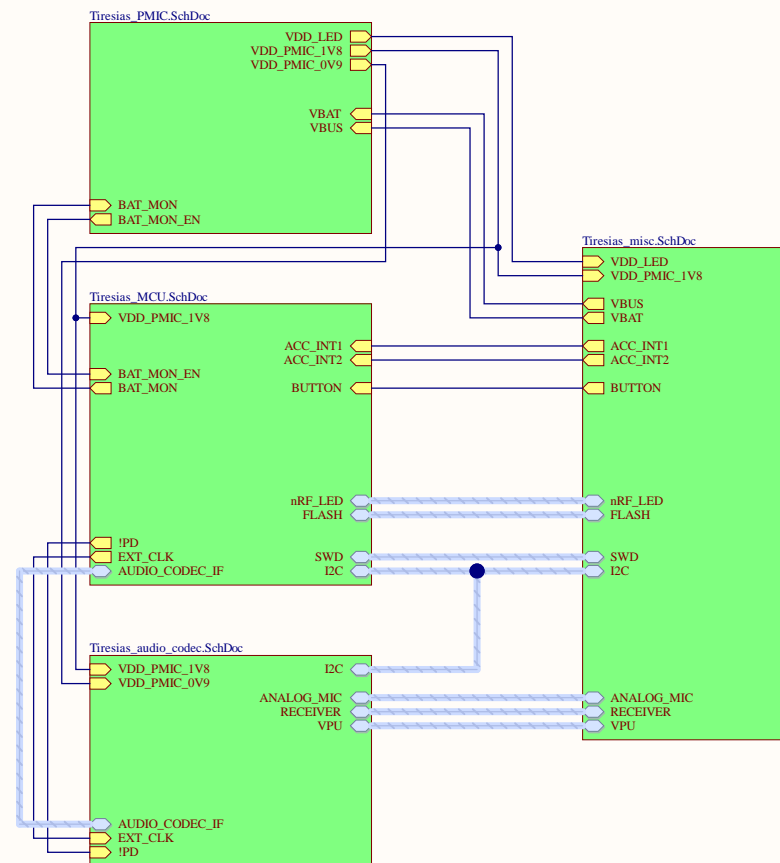 Tiresias_PMIC.SchDoc
VDD_LED
VDD_PMIC_1V8
VDD_PMIC_0V9
VBAT
VBUS
BAT_MON
BAT_MON_EN
Tiresias_misc.SchDoc
VDD_LED
VDD_PMIC_1V8
VBUS
VBAT
ACC_INT1
ACC_INT2
BUTTON
nRF_LED
FLASH
SWD
I2C
ANALOG_MIC
RECEIVER
VPU
Tiresias_MCU.SchDoc
VDD_PMIC_1V8
ACC_INT1
ACC_INT2
BAT_MON_EN
BAT_MON
BUTTON
nRF_LED
FLASH
!PD
EXT_CLK
AUDIO_CODEC_IF
SWD
I2C
Tiresias_audio_codec.SchDoc
VDD_PMIC_1V8
VDD_PMIC_0V9
I2C
ANALOG_MIC
RECEIVER
VPU
AUDIO_CODEC_IF
EXT_CLK
!PD